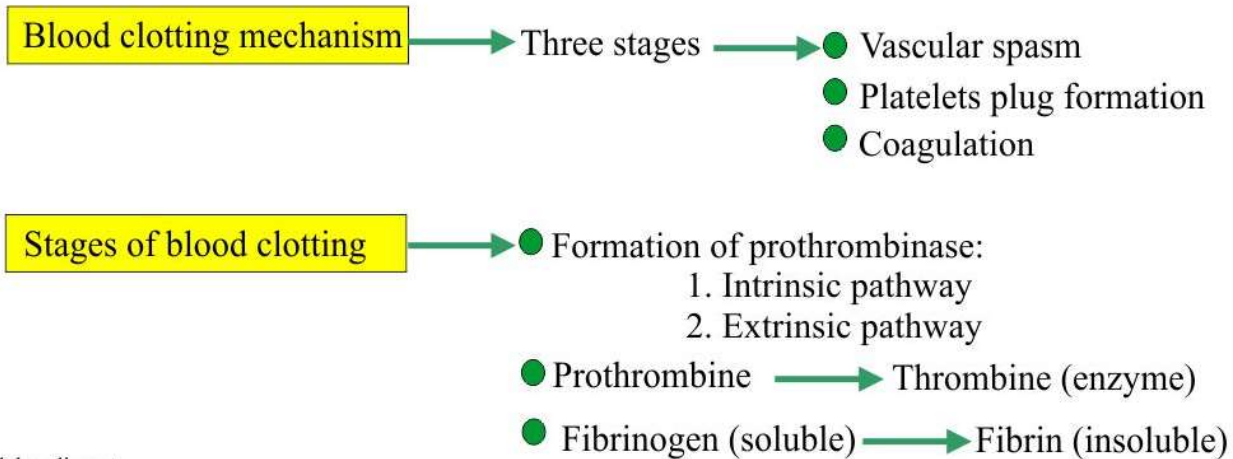 Blood clotting mechanism Three stages Vascular spasm
Platelets plug formation
Coagulation
Stages of blood clotting Formation of prothrombinase:
1. Intrinsic pathway
2. Extrinsic pathway
Prothrombine Thrombine (enzyme)
Fibrinogen (soluble) Fibrin (insoluble)